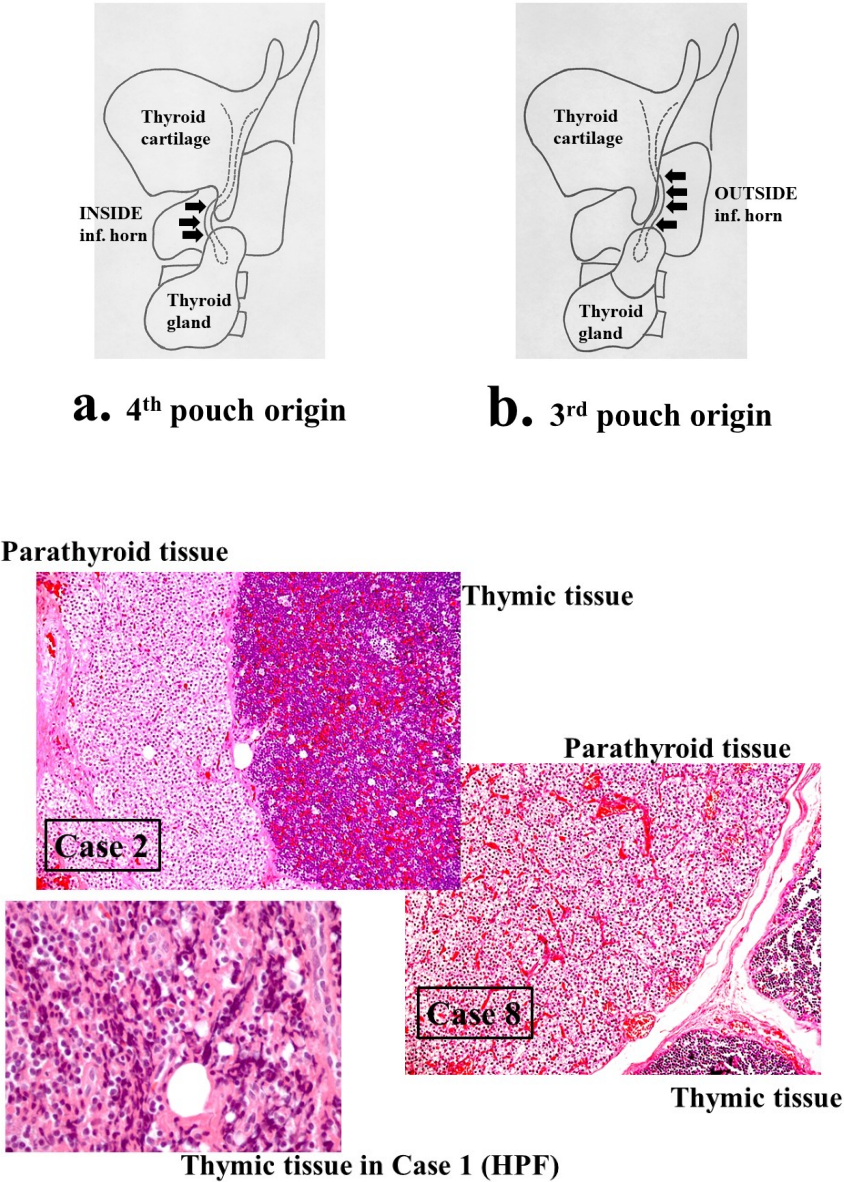 Thyroid
cartilage
INSIDE
inf. horn
Thyroid
gland
a. 4th pouch origin
Thyroid
cartilage
OUTSIDE
inf. horn
Thyroid
gland
b. 3rd pouch origin
Parathyroid tissue
Thymic tissue
Case 2
Parathyroid tissue
Case 8
Thymic tissue
Thymic tissue in Case 1 (HPF)